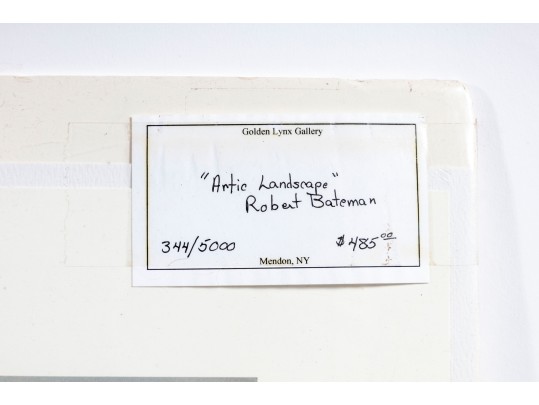 Golden Lynx Gallery
"Artic Landscape"
Robert Bateman
344/5000 $485.00
Mendon, NY